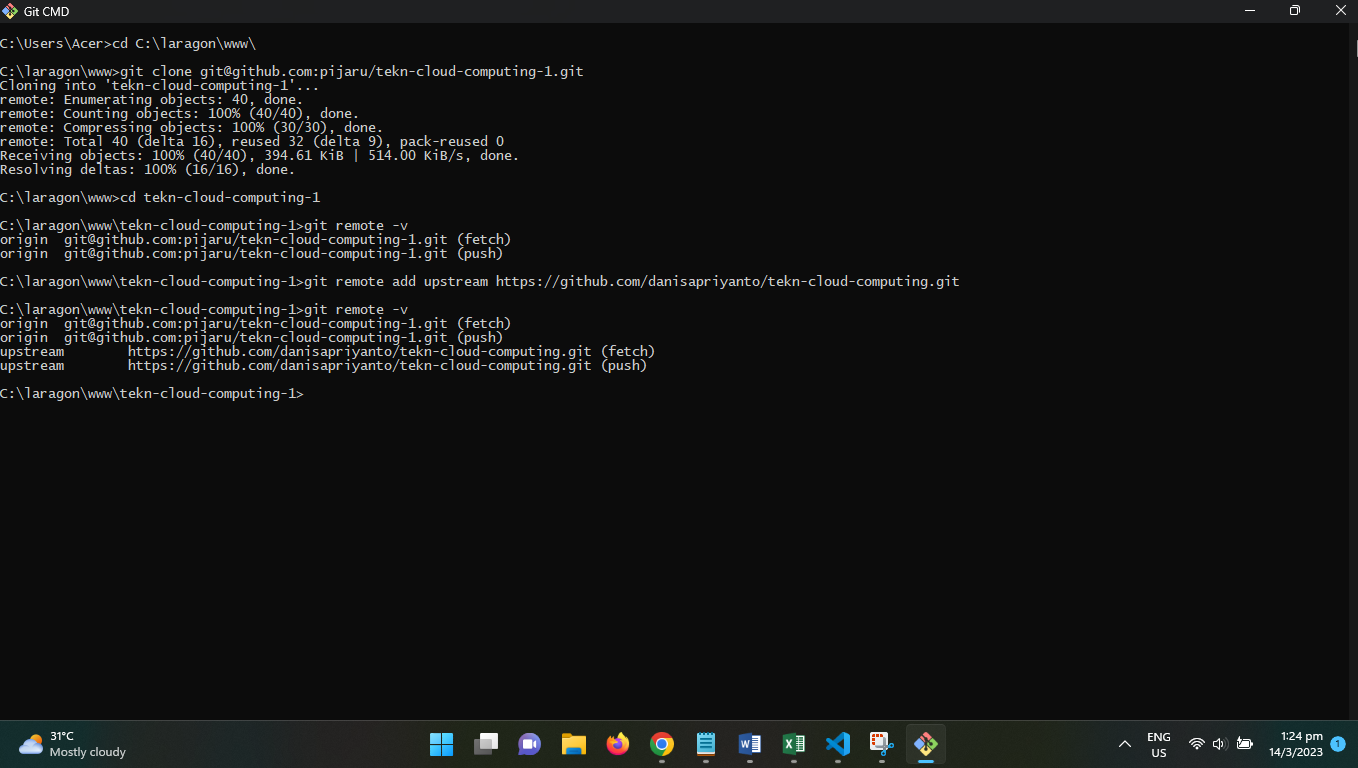 Git CMD
C:\Users\Acer>cd C:\laragon\www\
C:\laragon\www>git clone git@github.com:pijaru/tekn-cloud-computing-1.git
Cloning into 'tekn-cloud-computing-1'...
remote: Enumerating objects: 40, done.
remote: Counting objects: 100% (40/40), done.
remote: Compressing objects: 100% (30/30), done.
remote: Total 40 (delta 16), reused 32 (delta 9), pack-reused 0
Receiving objects: 100% (40/40), 394.61 KiB | 514.00 KiB/s, done.
Resolving deltas: 100% (16/16), done.
C:\laragon\www>cd tekn-cloud-computing-1
C:\laragon\www\tekn-cloud-computing-1>git remote -v
origin  git@github.com:pijaru/tekn-cloud-computing-1.git (fetch)
origin  git@github.com:pijaru/tekn-cloud-computing-1.git (push)
C:\laragon\www\tekn-cloud-computing-1>git remote add upstream https://github.com/danisapriyanto/tekn-cloud-computing.git
C:\laragon\www\tekn-cloud-computing-1>git remote -v
origin  git@github.com:pijaru/tekn-cloud-computing-1.git (fetch)
origin  git@github.com:pijaru/tekn-cloud-computing-1.git (push)
upstream        https://github.com/danisapriyanto/tekn-cloud-computing.git (fetch)
upstream        https://github.com/danisapriyanto/tekn-cloud-computing.git (push)
C:\laragon\www\tekn-cloud-computing-1>
31°C
Mostly cloudy
ENG
US
1:24 pm
14/3/2023
1